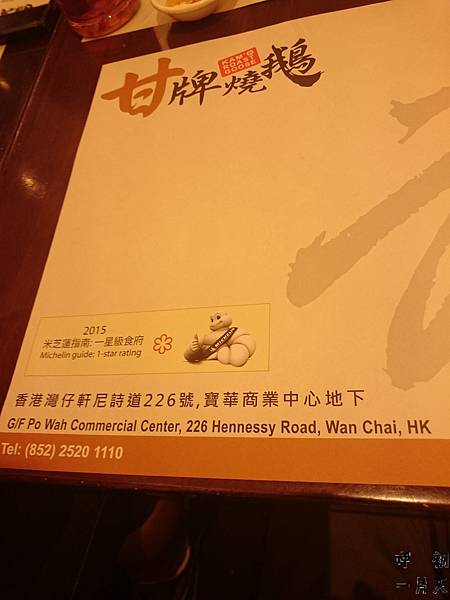 甘牌燒鵝
KAM'S
ROAST
GOOSE
2015
米芝蓮指南: 一星級食府
Michelin guide: 1-star rating
香港灣仔軒尼詩道226號,寶華商業中心地下
G/F Po Wah Commercial Center, 226 Hennessy Road, Wan Chai, HK
Tel: (852) 2520 1110